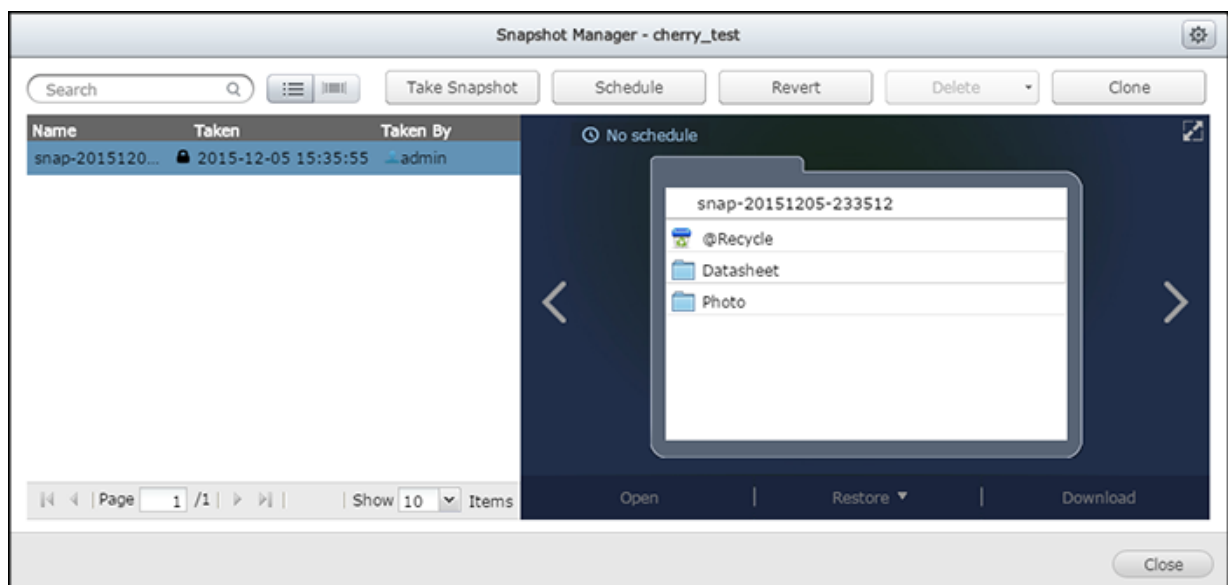 Snapshot Manager - cherry_test
Search
Take Snapshot
Schedule
Revert
Delete
Clone
Name Taken Taken By
snap-2015120... 2015-12-05 15:35:55 admin
No schedule
snap-20151205-233512
@Recycle
Datasheet
Photo
Page 1 /1 Show 10 Items
Open Restore Download
Close